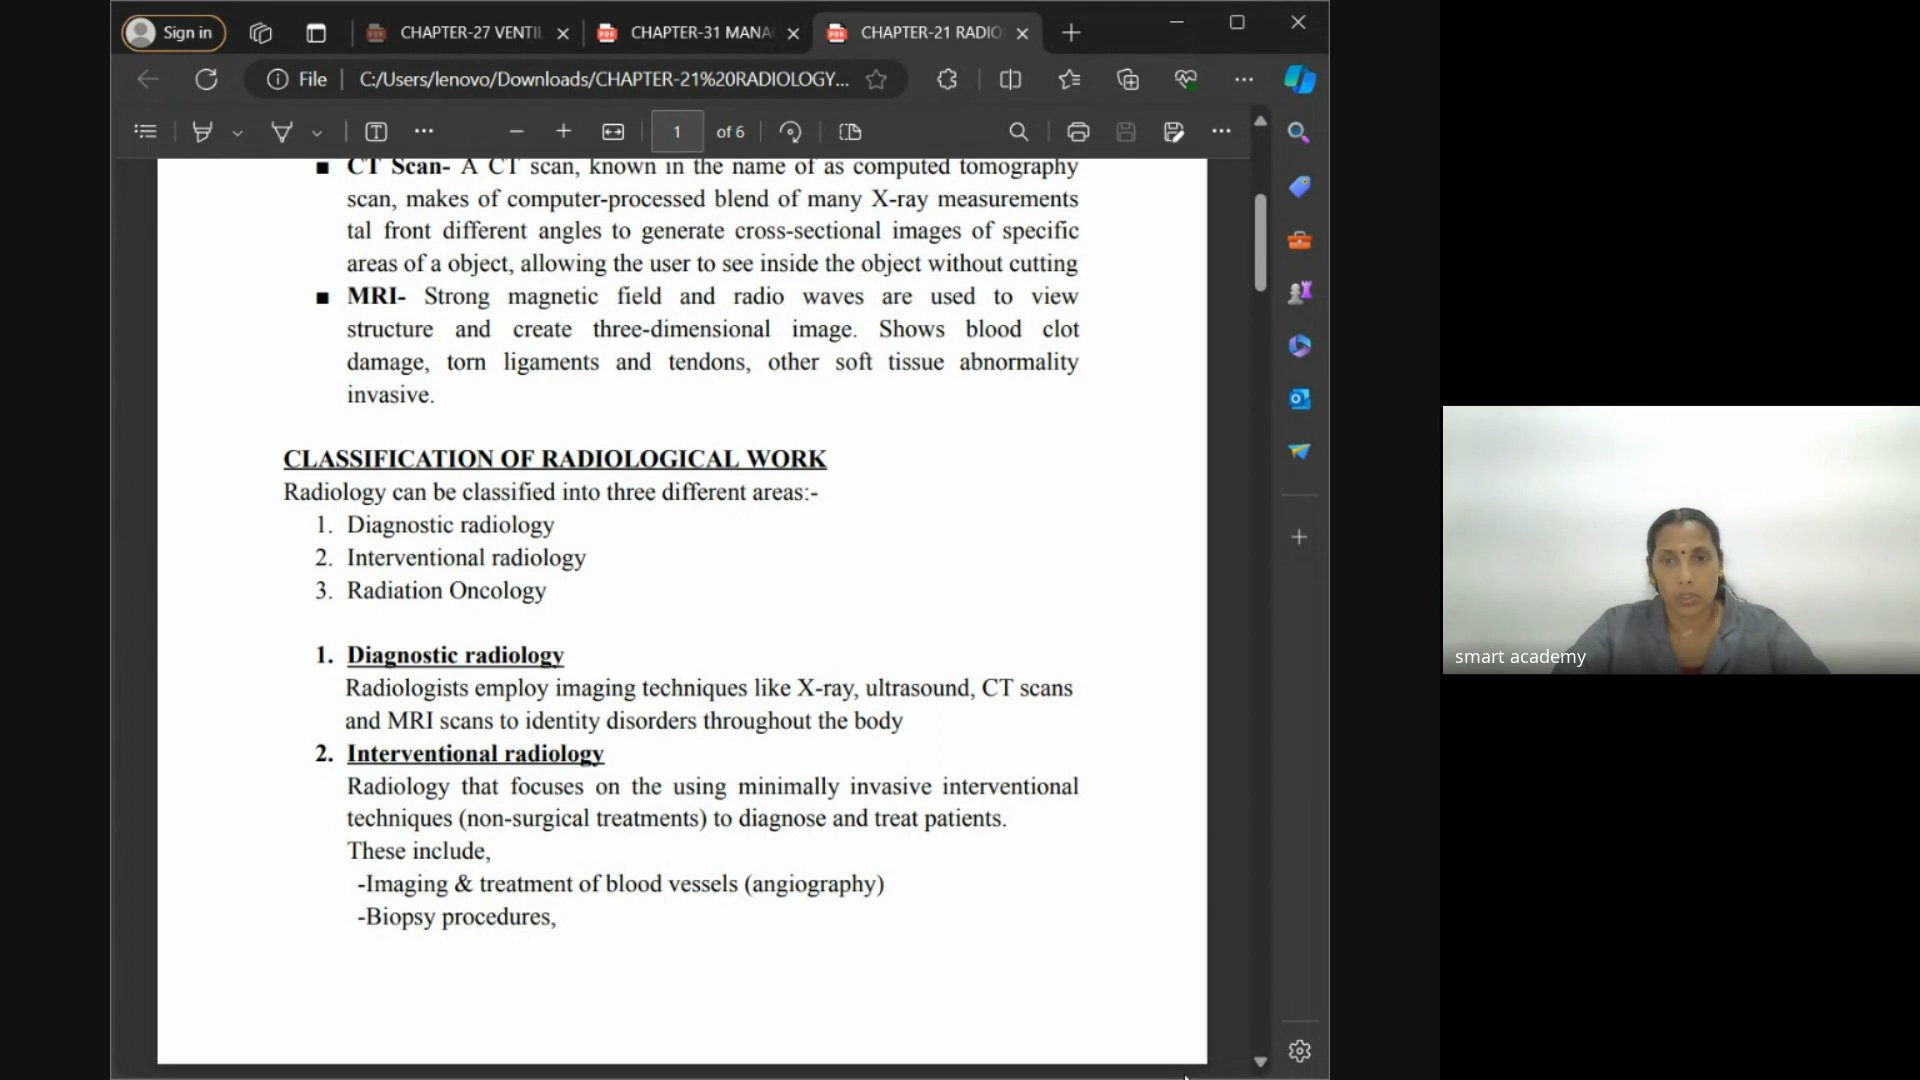 Sign in
CHAPTER-27 VENTIL
CHAPTER-31 MANA
CHAPTER-21 RADIO
File
C:/Users/lenovo/Downloads/CHAPTER-21%20RADIOLOGY...
1 of 6
CT Scan- A CT scan, known in the name of as computed tomography
scan, makes of computer-processed blend of many X-ray measurements
tal front different angles to generate cross-sectional images of specific
areas of a object, allowing the user to see inside the object without cutting
MRI- Strong magnetic field and radio waves are used to view
structure and create three-dimensional image. Shows blood clot
damage, torn ligaments and tendons, other soft tissue abnormality
invasive.
CLASSIFICATION OF RADIOLOGICAL WORK
Radiology can be classified into three different areas:-
1. Diagnostic radiology
2. Interventional radiology
3. Radiation Oncology
1. Diagnostic radiology
Radiologists employ imaging techniques like X-ray, ultrasound, CT scans
and MRI scans to identity disorders throughout the body
2. Interventional radiology
Radiology that focuses on the using minimally invasive interventional
techniques (non-surgical treatments) to diagnose and treat patients.
These include,
-Imaging & treatment of blood vessels (angiography)
-Biopsy procedures,
smart academy